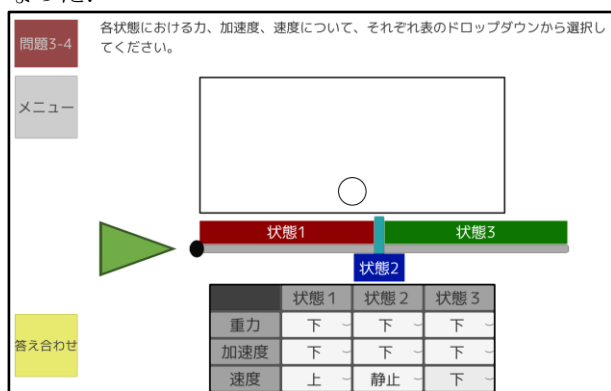 各状態における力、加速度、速度について、それぞれ表のドロップダウンから選択し
てください。
問題3-4
メニュー
状態1
状態3
状態2
状態1 状態2 状態3
重力 下 下 下
加速度 下 下 下
速度 上 静止 下
答え合わせ